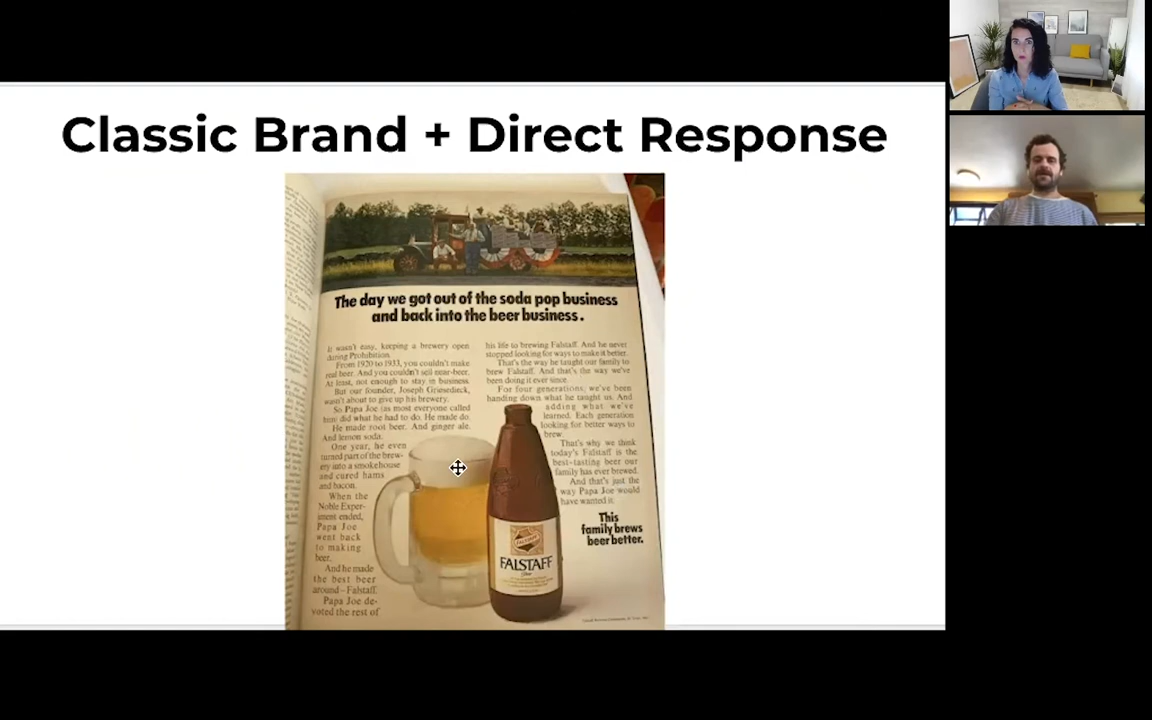 Classic Brand + Direct Response
The day we got out of the soda pop business
and back into the beer business.
It wasn't easy, keeping a brewery open
during Prohibition.
From 1920 to 1933, you couldn't make
real beer. And you couldn't sell near-beer.
At least, not enough to stay in business.
But our founder, Joseph Griesedieck,
wasn't about to give up his brewery.
So Papa Joe (as most everyone called
him) did what he had to do. He made do.
He made root beer. And ginger ale.
And lemon soda.
One year, he even
turned part of the brew-
ery into a smokehouse
and cured hams
and bacon.
When the
Noble Exper-
iment ended,
Papa Joe
went back
to making
beer.
And he made
the best beer
around–Falstaff.
Papa Joe de-
voted the rest of
his life to brewing Falstaff. And he never
stopped looking for ways to make it better.
That's the way he taught our family to
brew Falstaff. And that's the way we've
been doing it ever since.
For four generations, we've been
handing down what he taught us. And
adding what we've
learned. Each generation
looking for better ways to
brew.
That's why we think
today's Falstaff is the
best-tasting beer our
family has ever brewed.
And that's just the
way Papa Joe would
have wanted it.
This
family brews
beer better.
FALSTAFF
FALSTAFF